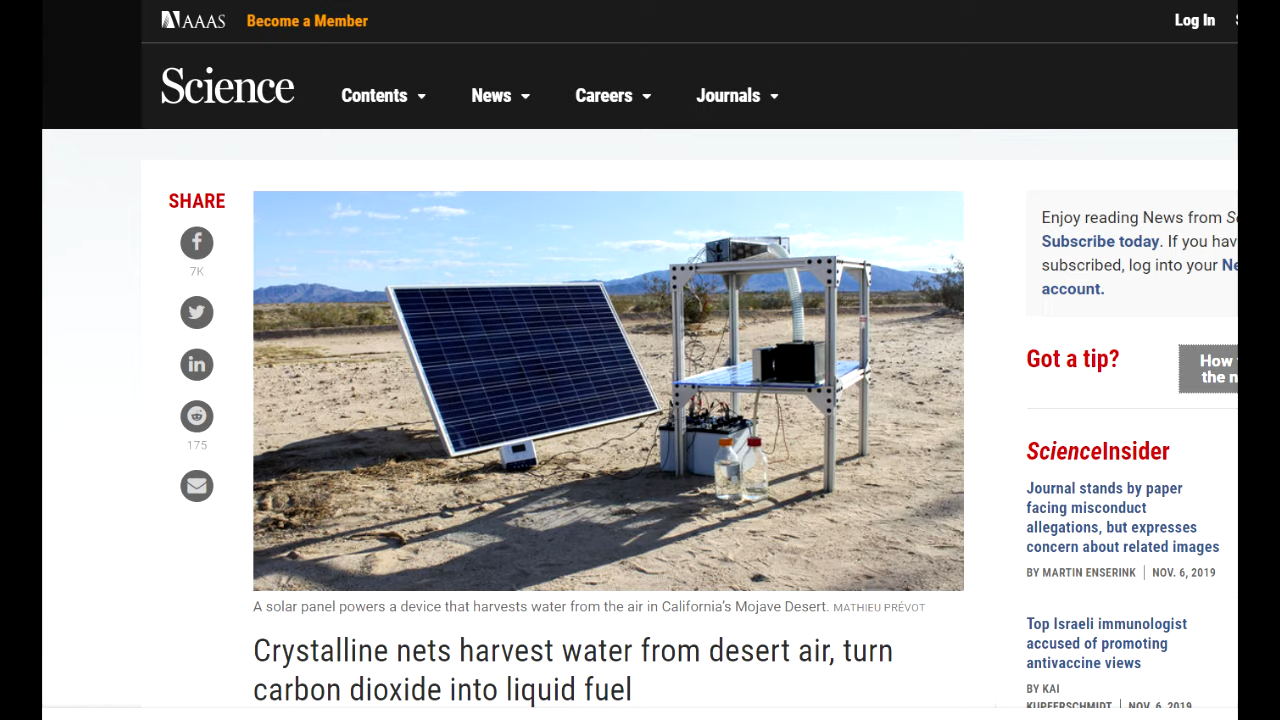 AAAS
Become a Member
Log In
Science
Contents
News
Careers
Journals
SHARE
7K
175
A solar panel powers a device that harvests water from the air in California's Mojave Desert. MATHIEU PRÉVOT
Crystalline nets harvest water from desert air, turn
carbon dioxide into liquid fuel
Enjoy reading News from
Subscribe today. If you
subscribed, log into your
account.
Got a tip?
How
the
ScienceInsider
Journal stands by paper
facing misconduct
allegations, but expresses
concern about related images
BY MARTIN ENSERINK | NOV. 6, 2019
Top Israeli immunologist
accused of promoting
antivaccine views
BY KAI
KUPFERSCHMIDT | NOV. 6, 2019